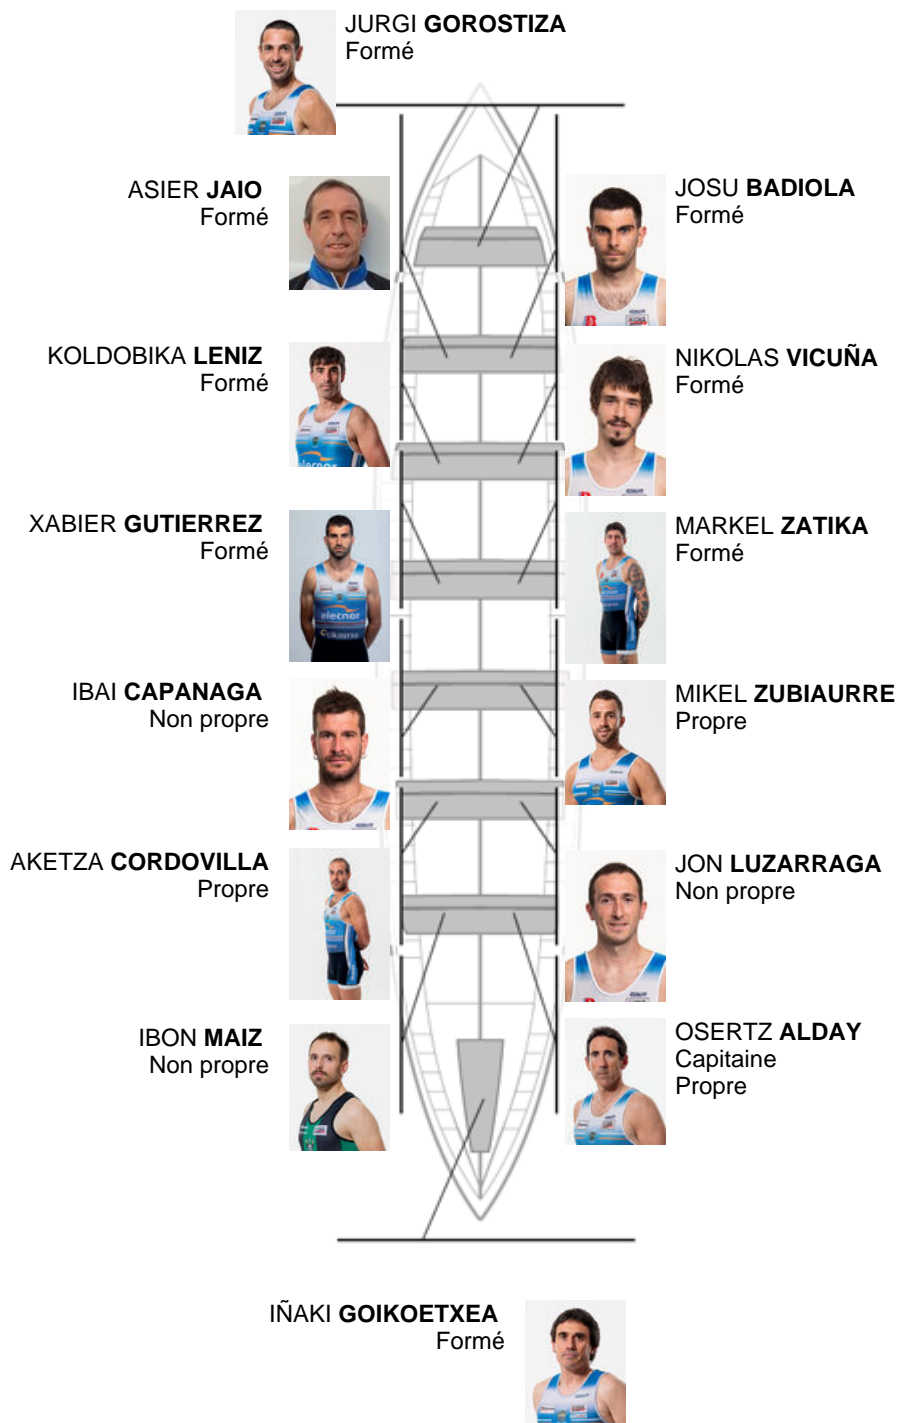 JURGI GOROSTIZA
Formé
ASIER JAIO
Formé
JOSU BADIOLA
Formé
KOLDOBIKA LENIZ
Formé
NIKOLAS VICUÑA
Formé
XABIER GUTIERREZ
Formé
MARKEL ZATIKA
Formé
elecnor
cikautxo
IBAI CAPANAGA
Non propre
MIKEL ZUBIAURRE
Propre
AKETZA CORDOVILLA
Propre
JON LUZARRAGA
Non propre
IBON MAIZ
Non propre
OSERTZ ALDAY
Capitaine
Propre
IÑAKI GOIKOETXEA
Formé